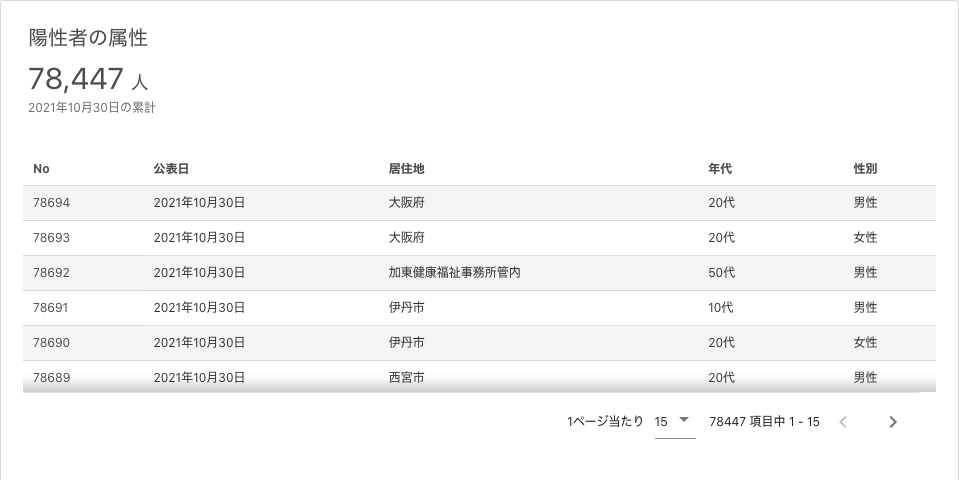 陽性者の属性
78,447 人
2021年10月30日の累計
No 公表日 居住地 年代 性別
78694 2021年10月30日 大阪府 20代 男性
78693 2021年10月30日 大阪府 20代 女性
78692 2021年10月30日 加東健康福祉事務所管内 50代 男性
78691 2021年10月30日 伊丹市 10代 男性
78690 2021年10月30日 伊丹市 20代 女性
78689 2021年10月30日 西宮市 20代 男性
1ページ当たり 15 78447 項目中 1 - 15